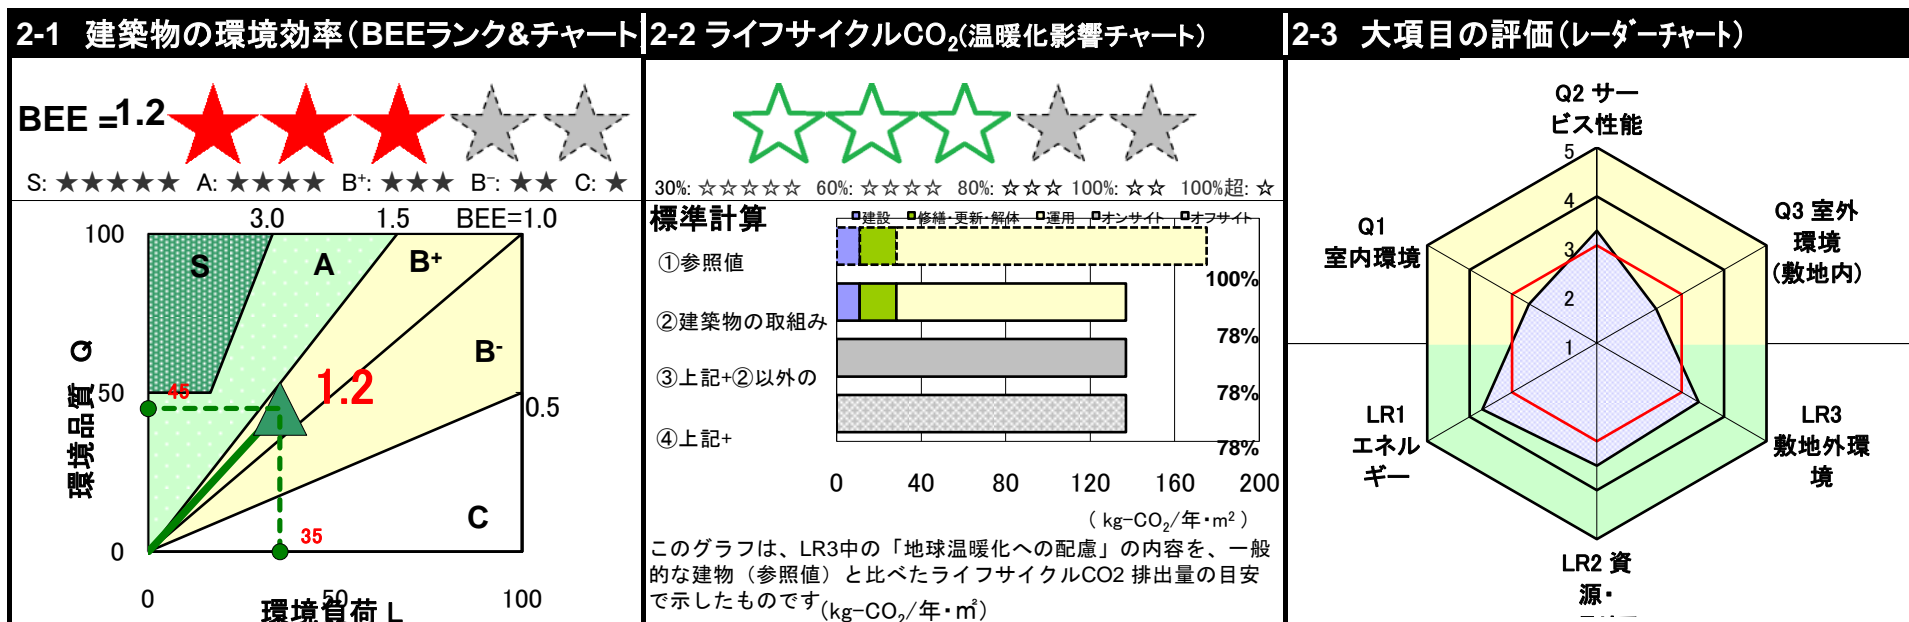 2-1 建築物の環境効率(BEEランク&チャート
BEE =1.2
S: ★★★★★ A: ★★★★ B⁺: ★★★ B⁻: ★★ C: ★
3.0 1.5 BEE=1.0
100
S A B⁺
B⁻
環境品質 Q
50
45
1.2
0.5
C
35
0
0 50 100
環境負荷 L
2-2 ライフサイクルCO₂(温暖化影響チャート)
30%: ☆☆☆☆☆ 60%: ☆☆☆☆ 80%: ☆☆☆ 100%: ☆☆ 100%超: ☆
標準計算
建設 修繕・更新・解体 運用 オンサイト オフサイト
①参照値
100%
②建築物の取組み
78%
③上記+②以外の
78%
④上記+
78%
0 40 80 120 160 200
( kg-CO₂/年・m² )
このグラフは、LR3中の「地球温暖化への配慮」の内容を、一般
的な建物(参照値)と比べたライフサイクルCO2 排出量の目安
で示したものです(kg-CO₂/年・㎡)
2-3 大項目の評価(レーダーチャート)
Q2 サー
ビス性能
5
4
3
2
1
Q1
室内環境
Q3 室外
環境
(敷地内)
LR1
エネル
ギー
LR3
敷地外環
境
LR2 資
源・